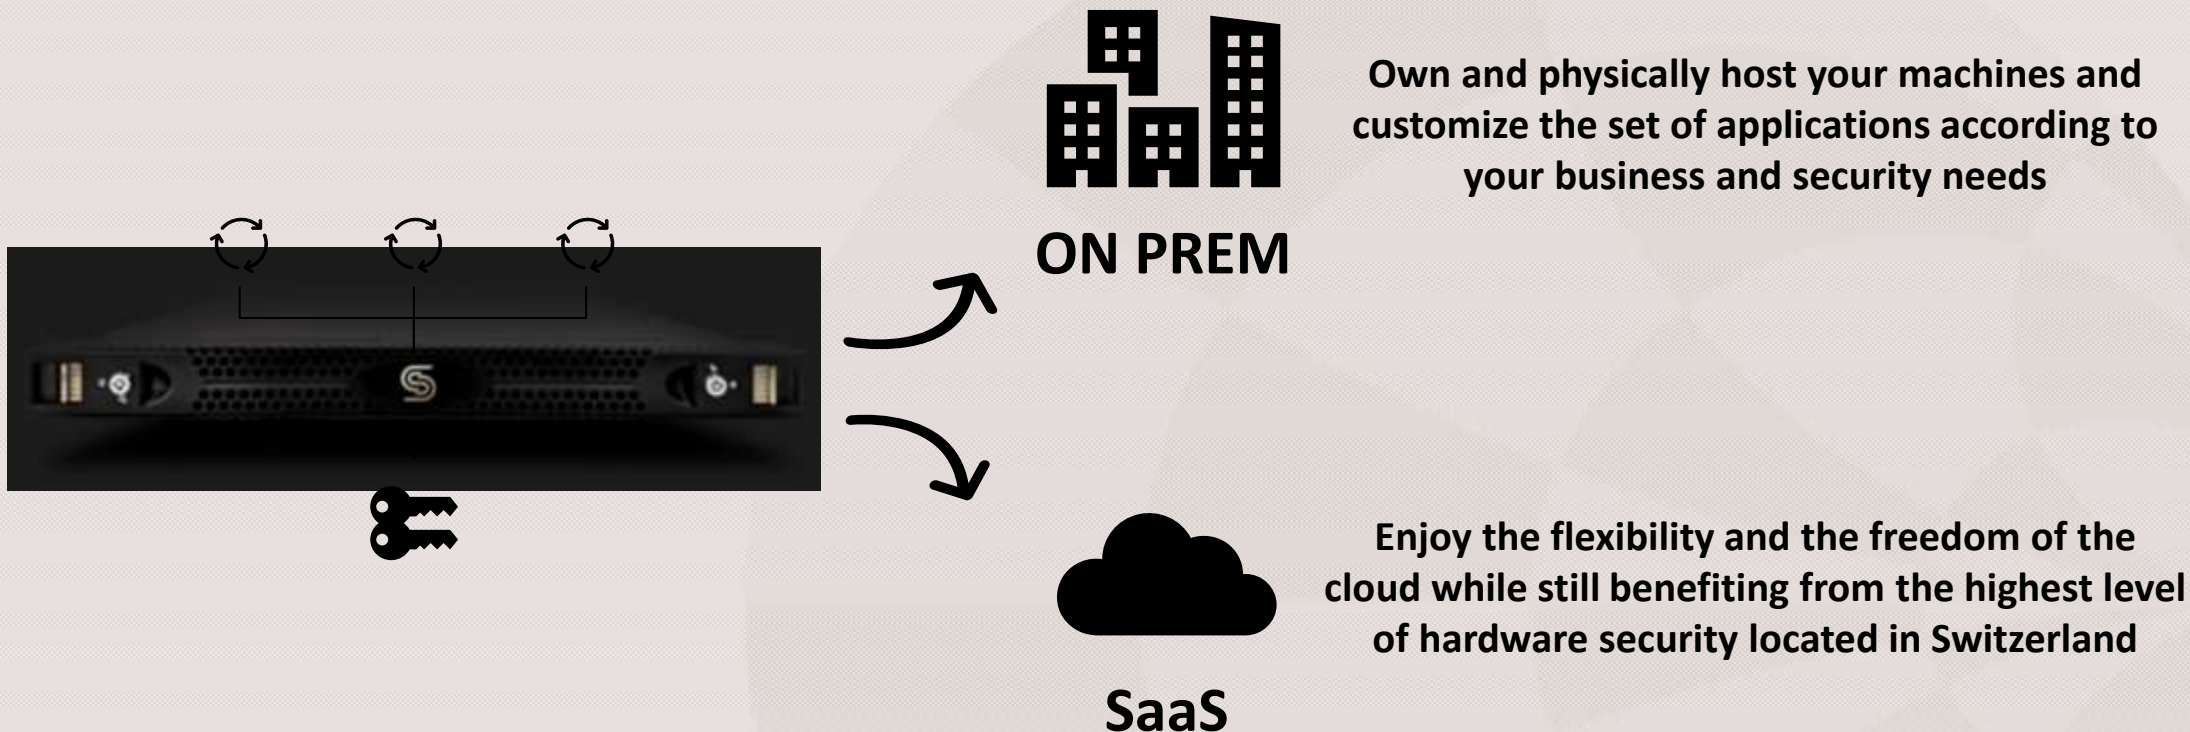 Own and physically host your machines and
customize the set of applications according to
your business and security needs
ON PREM
Enjoy the flexibility and the freedom of the
cloud while still benefiting from the highest level
of hardware security located in Switzerland
SaaS